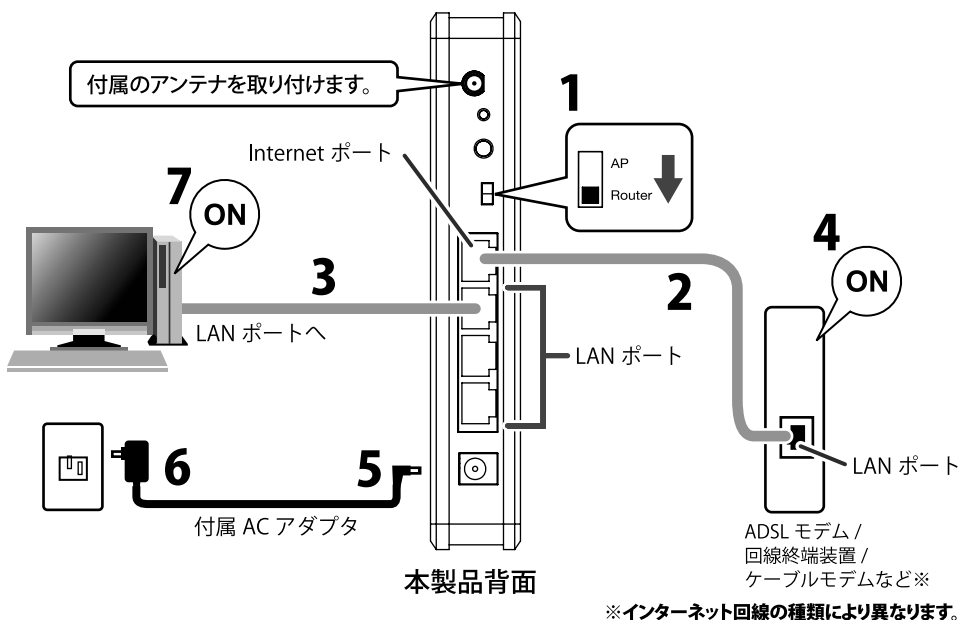 付属のアンテナを取り付けます。
1
Internet ポート
AP
Router
7
ON
4
ON
3
2
LAN ポートへ
LAN ポート
6
5
LAN ポート
付属 AC アダプタ
ADSL モデム /
回線終端装置 /
ケーブルモデムなど※
本製品背面
※インターネット回線の種類により異なります。